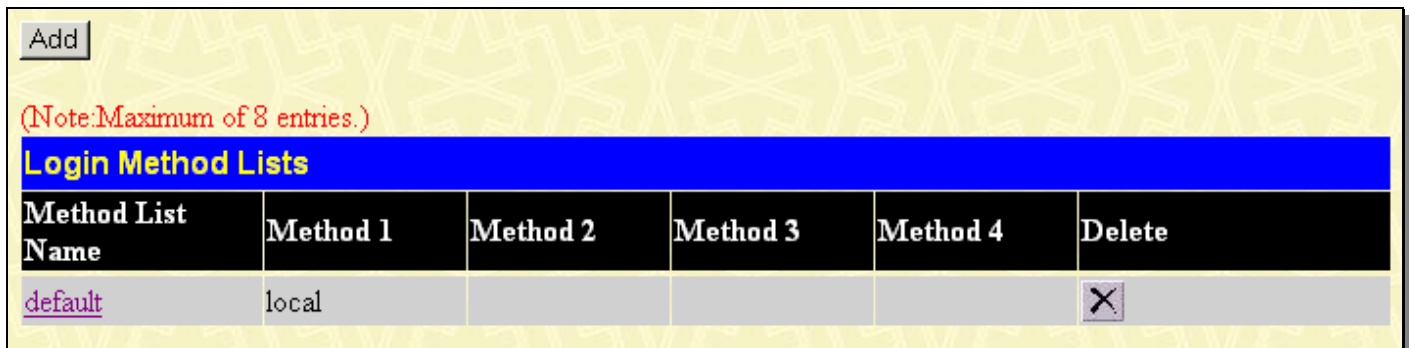 Add
(Note:Maximum of 8 entries.)
Login Method Lists
Method List Name Method 1 Method 2 Method 3 Method 4 Delete
default local